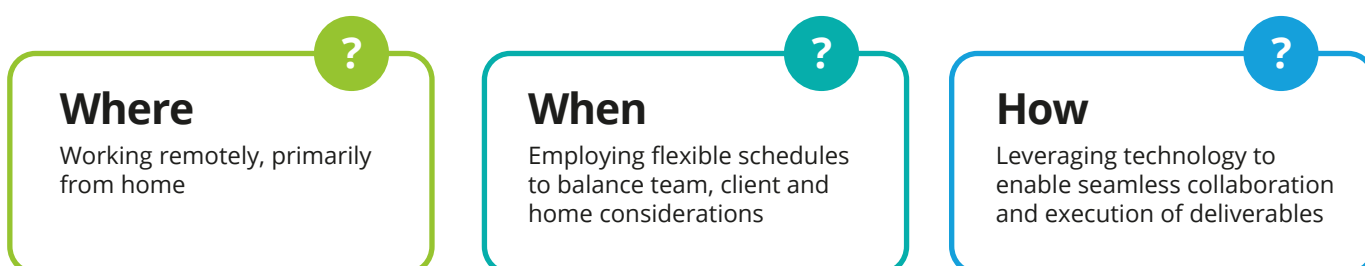 ?
Where
Working remotely, primarily
from home
?
When
Employing flexible schedules
to balance team, client and
home considerations
?
How
Leveraging technology to
enable seamless collaboration
and execution of deliverables